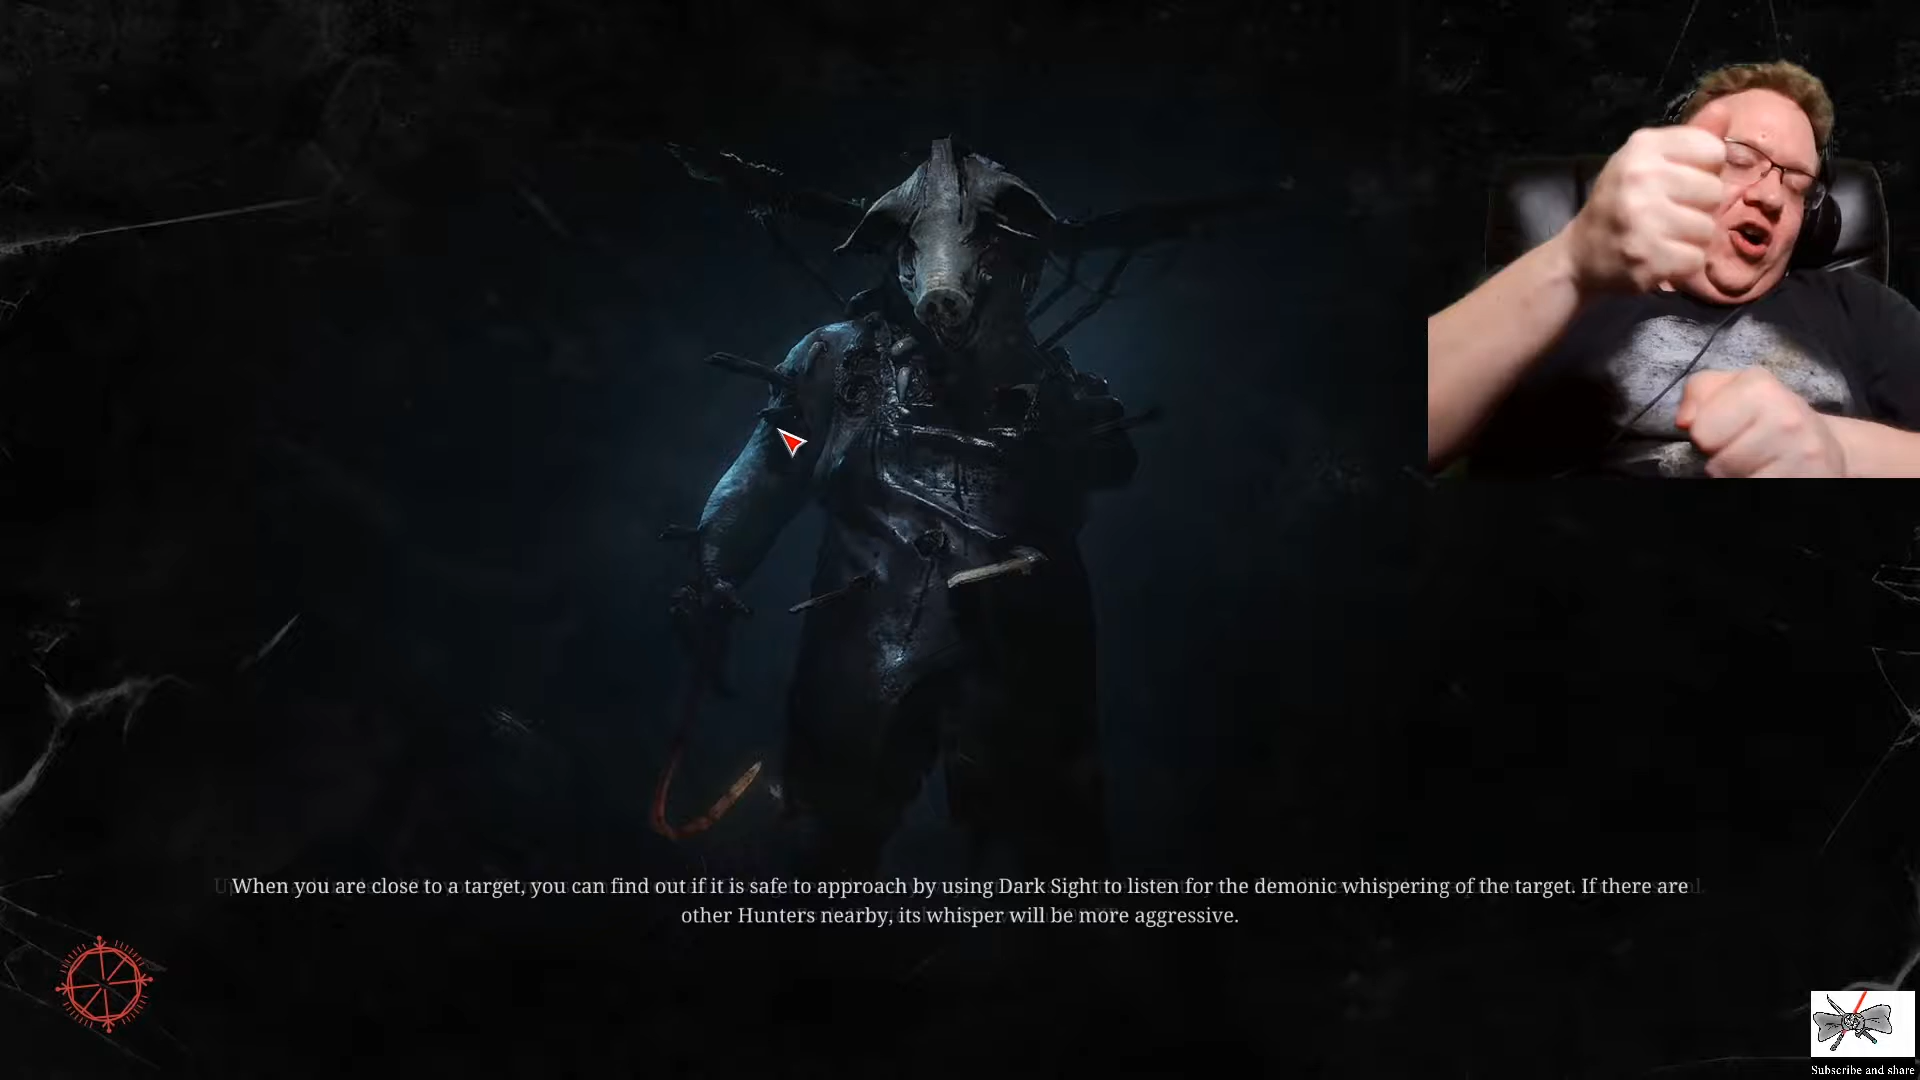 When you are close to a target, you can find out if it is safe to approach by using Dark Sight to listen for the demonic whispering of the target. If there are
other Hunters nearby, its whisper will be more aggressive.
Subscribe and share